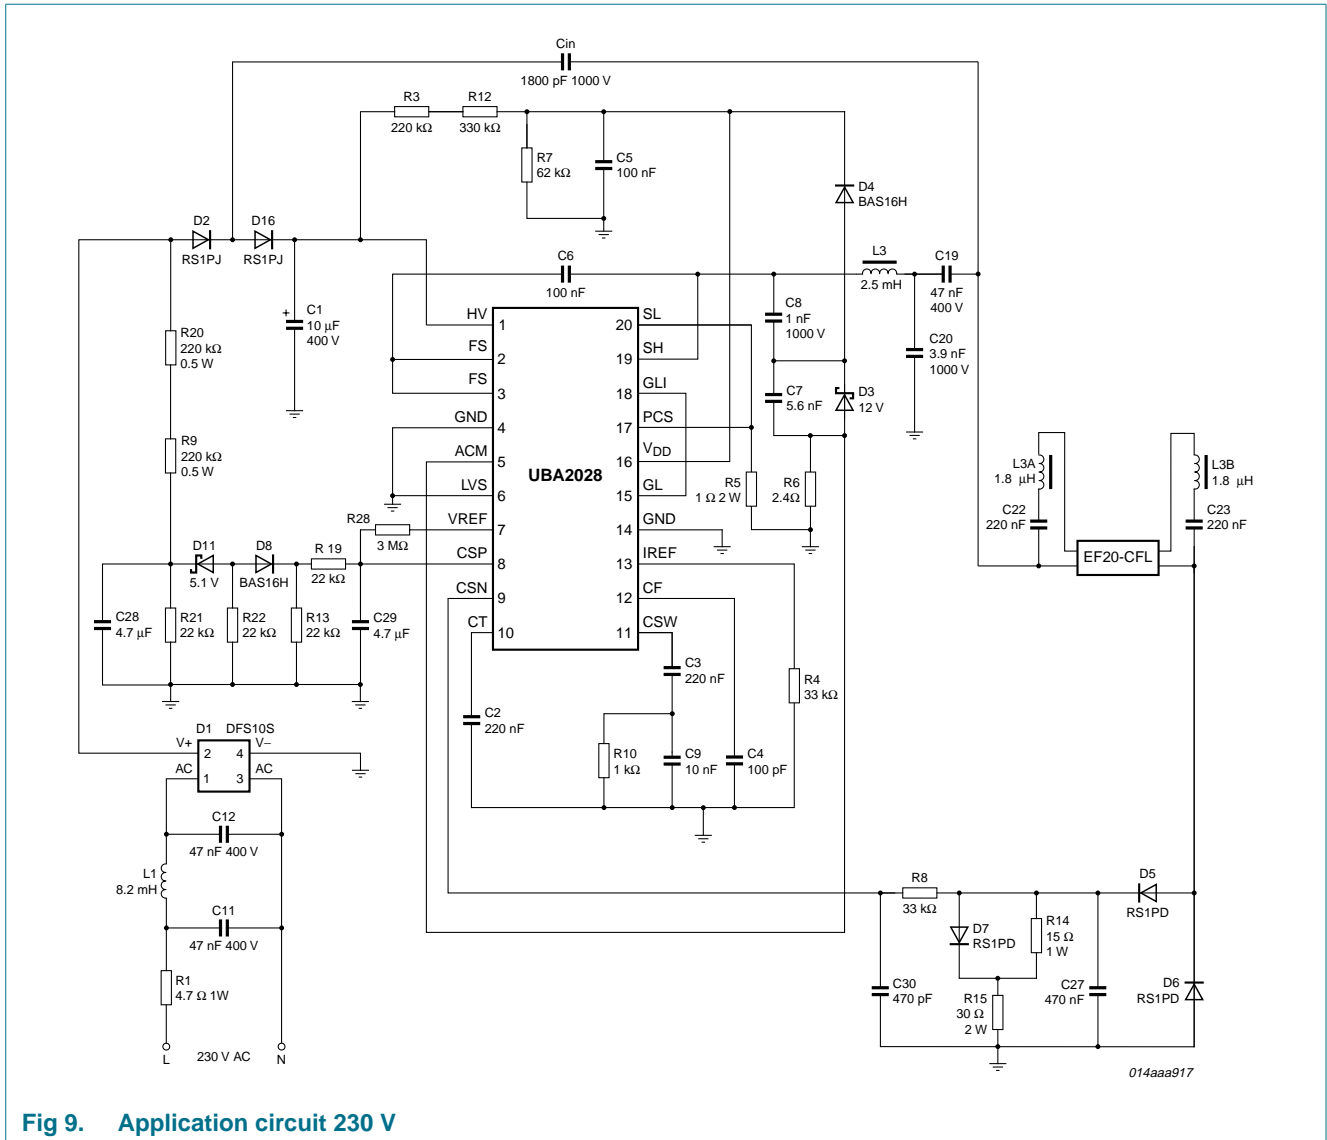 Cin
1800 pF 1000 V
R3
220 kΩ
R12
330 kΩ
R7
62 kΩ
C5
100 nF
D4
BAS16H
D2
RS1PJ
D16
RS1PJ
C6
100 nF
L3
2.5 mH
C19
47 nF
400 V
C1
10 μF
400 V
+
C8
1 nF
1000 V
C20
3.9 nF
1000 V
R20
220 kΩ
0.5 W
C7
5.6 nF
D3
12 V
R9
220 kΩ
0.5 W
HV
1
FS
2
FS
3
GND
4
ACM
5
LVS
6
VREF
7
CSP
8
CSN
9
CT
10
UBA2028
SL
20
SH
19
GLI
18
PCS
17
VDD
16
GL
15
GND
14
IREF
13
CF
12
CSW
11
R5
1 Ω 2 W
R6
2.4Ω
L3A
1.8 μH
C22
220 nF
L3B
1.8 μH
C23
220 nF
EF20-CFL
R28
3 MΩ
D11
5.1 V
D8
BAS16H
R 19
22 kΩ
C28
4.7 μF
R21
22 kΩ
R22
22 kΩ
R13
22 kΩ
C29
4.7 μF
C3
220 nF
R4
33 kΩ
C2
220 nF
R10
1 kΩ
C9
10 nF
C4
100 pF
D1 DFS10S
V+
2
4
V−
AC
1
3
AC
C12
47 nF 400 V
L1
8.2 mH
C11
47 nF 400 V
R1
4.7 Ω 1W
L
230 V AC
N
R8
33 kΩ
D5
RS1PD
D7
RS1PD
R14
15 Ω
1 W
C30
470 pF
R15
30 Ω
2 W
C27
470 nF
D6
RS1PD
014aaa917
Fig 9. Application circuit 230 V